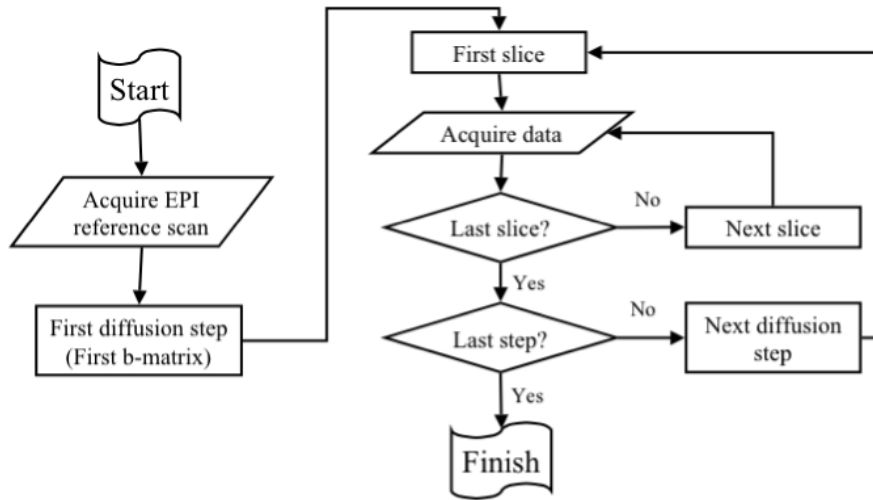 Start
Acquire EPI
reference scan
First diffusion step
(First b-matrix)
First slice
Acquire data
Last slice?
No
Next slice
Yes
Last step?
No
Next diffusion
step
Yes
Finish